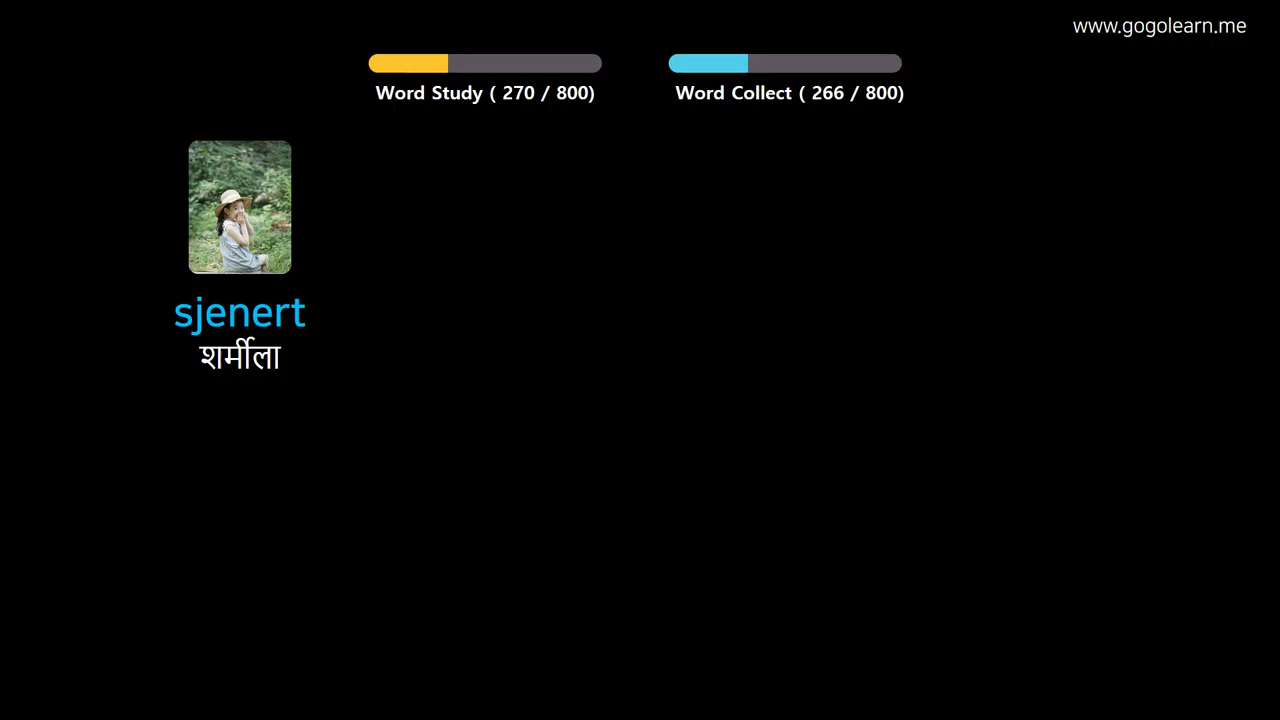 www.gogolearn.me
Word Study ( 270 / 800)
Word Collect ( 266 / 800)
sjenert
शर्मीला